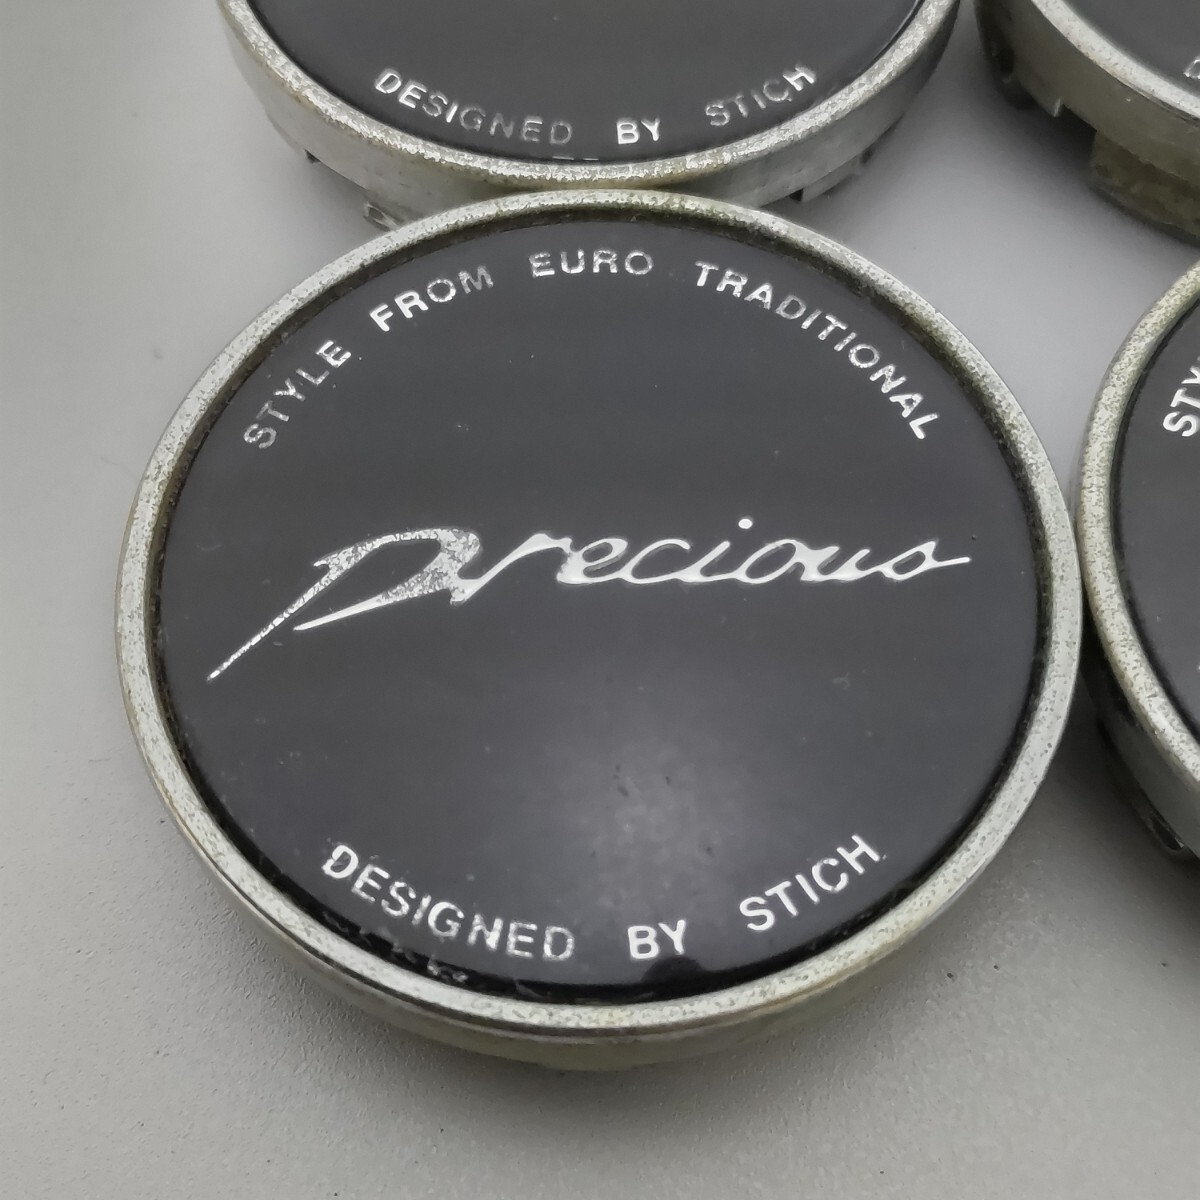 DESIGNED BY STICH
STYLE FROM EURO TRADITIONAL
Precious
DESIGNED BY STICH